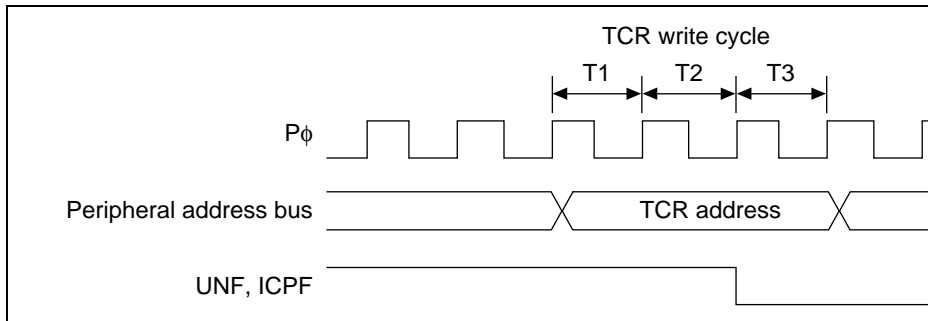 TCR write cycle
T1 T2 T3
Pϕ
Peripheral address bus TCR address
UNF, ICPF